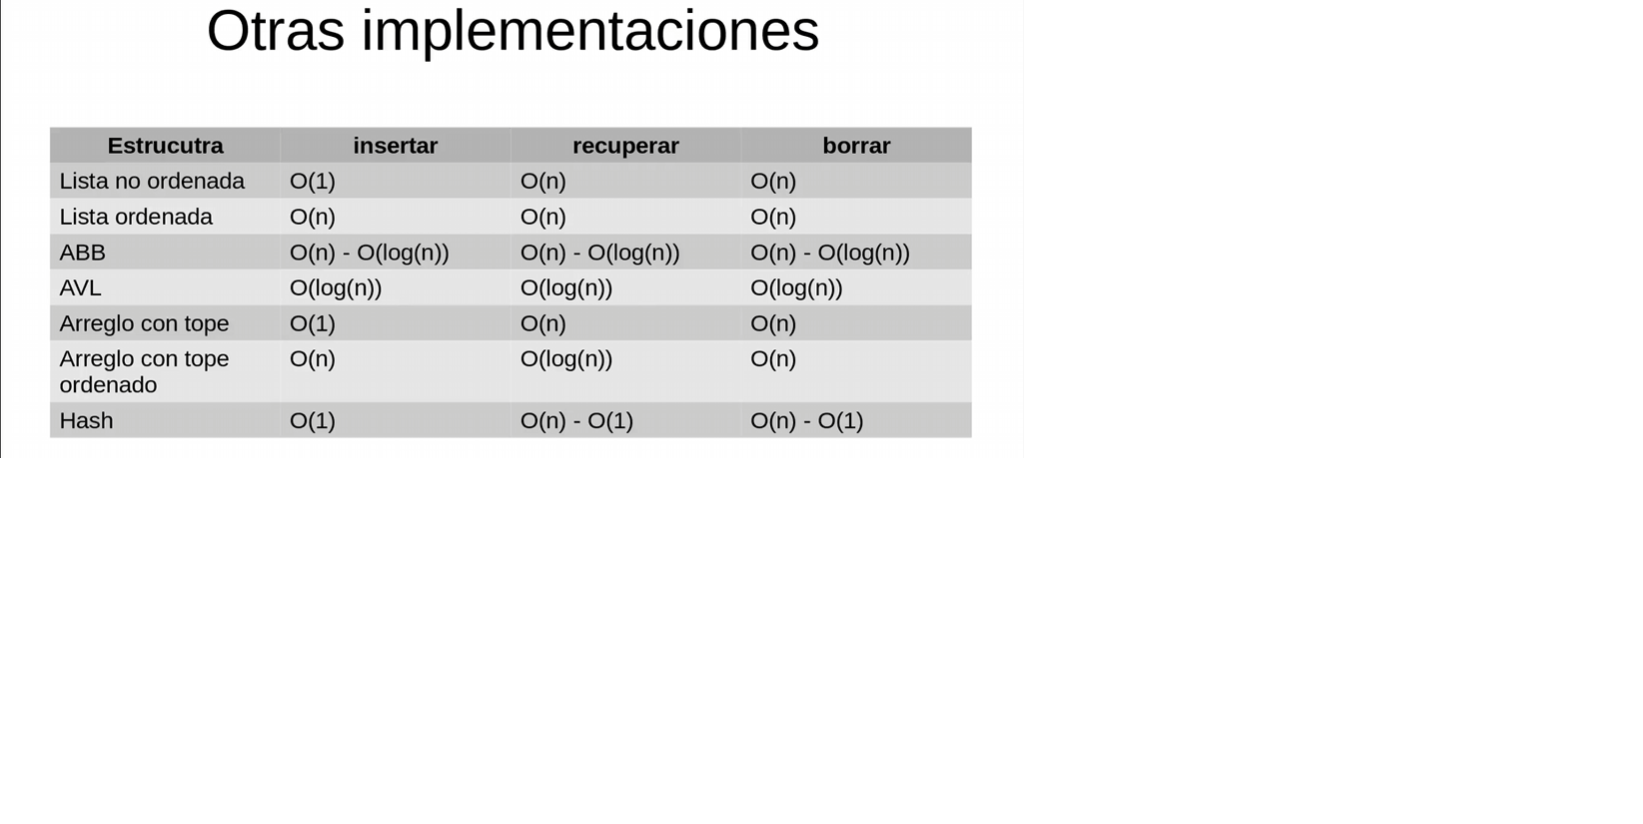 Otras implementaciones
Estrucutra insertar recuperar borrar
Lista no ordenada O(1) O(n) O(n)
Lista ordenada O(n) O(n) O(n)
ABB O(n) - O(log(n)) O(n) - O(log(n)) O(n) - O(log(n))
AVL O(log(n)) O(log(n)) O(log(n))
Arreglo con tope O(1) O(n) O(n)
Arreglo con tope O(n) O(log(n)) O(n)
ordenado
Hash O(1) O(n) - O(1) O(n) - O(1)